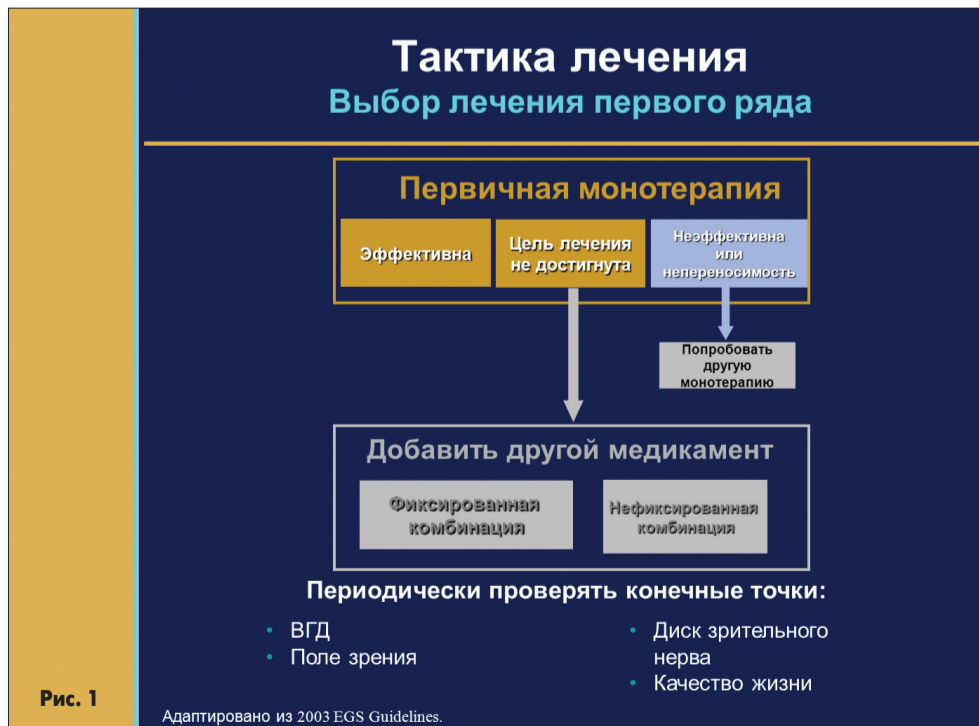 Тактика лечения
Выбор лечения первого ряда
Первичная монотерапия
Эффективна
Цель лечения
не достигнута
Неэффективна
или
непереносимость
Попробовать
другую
монотерапию
Добавить другой медикамент
Фиксированная
комбинация
Нефиксированная
комбинация
Периодически проверять конечные точки:
• ВГД
• Поле зрения
• Диск зрительного
нерва
• Качество жизни
Рис. 1
Адаптировано из 2003 EGS Guidelines.